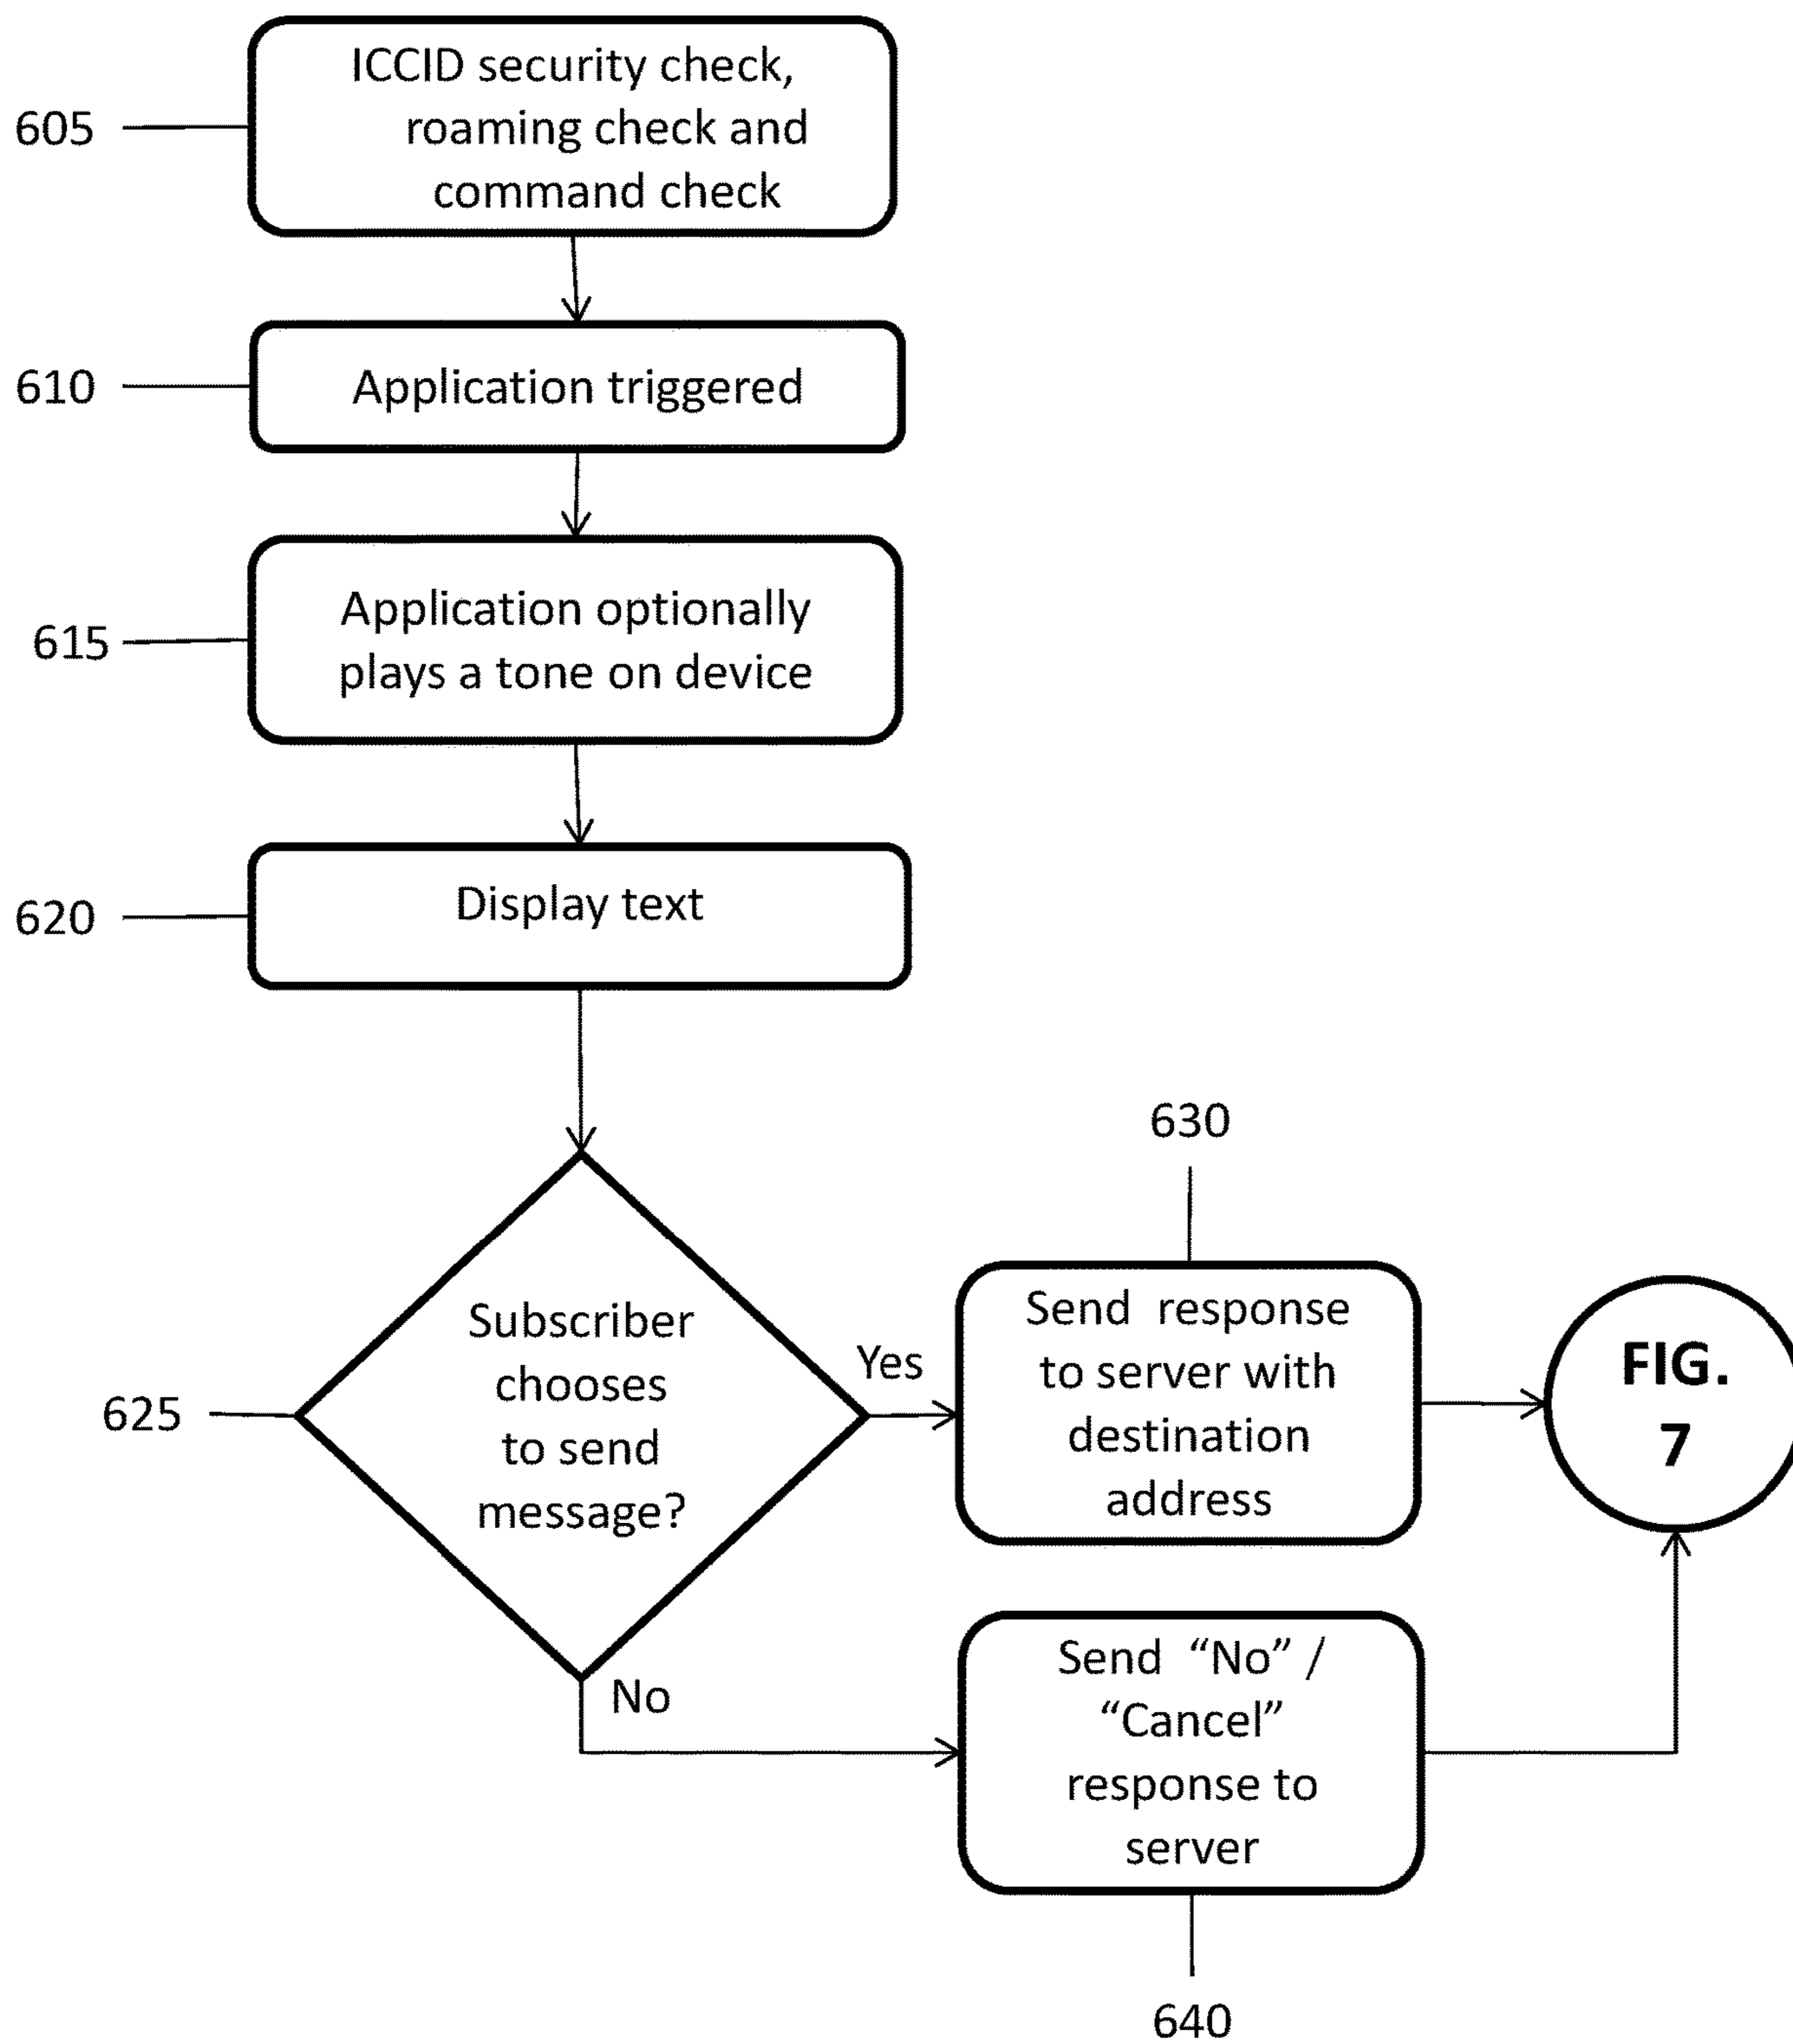 605
ICCID security check,
roaming check and
command check
610
Application triggered
615
Application optionally
plays a tone on device
620
Display text
625
Subscriber
chooses
to send
message?
Yes
No
630
Send response
to server with
destination
address
FIG.
7
Send “No” /
“Cancel”
response to
server
640